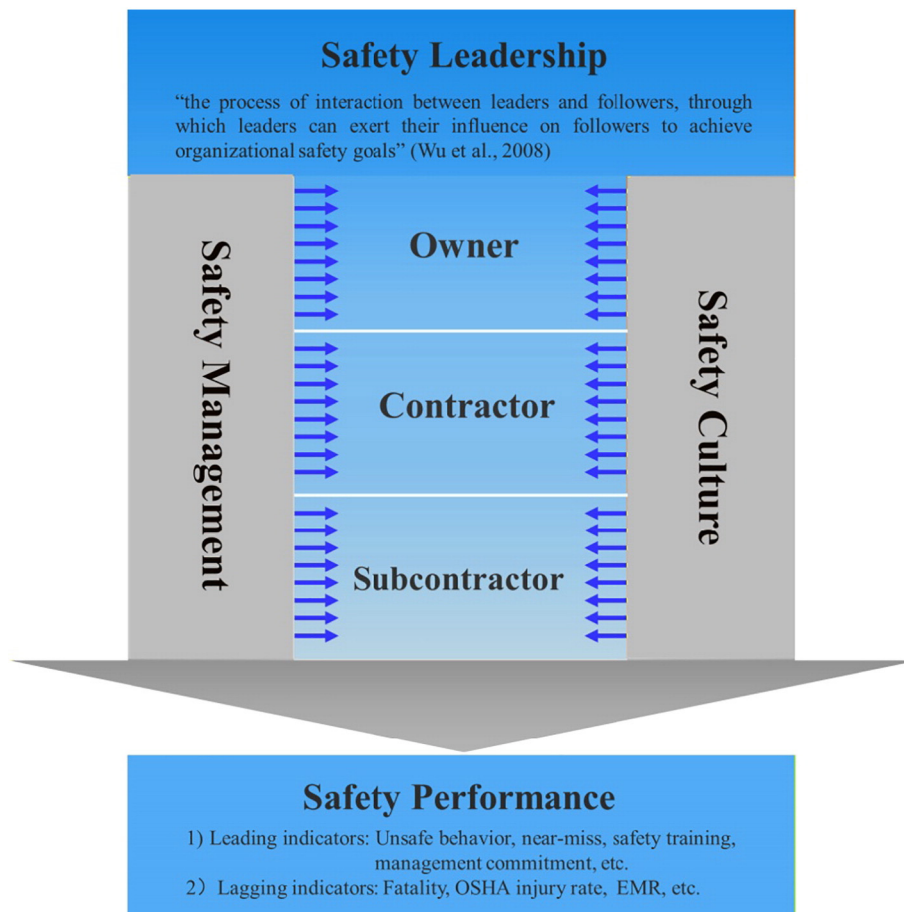 Safety Leadership
“the process of interaction between leaders and followers, through
which leaders can exert their influence on followers to achieve
organizational safety goals” (Wu et al., 2008)
Safety Management
Owner
Contractor
Subcontractor
Safety Culture
Safety Performance
1) Leading indicators: Unsafe behavior, near-miss, safety training,
management commitment, etc.
2）Lagging indicators: Fatality, OSHA injury rate, EMR, etc.